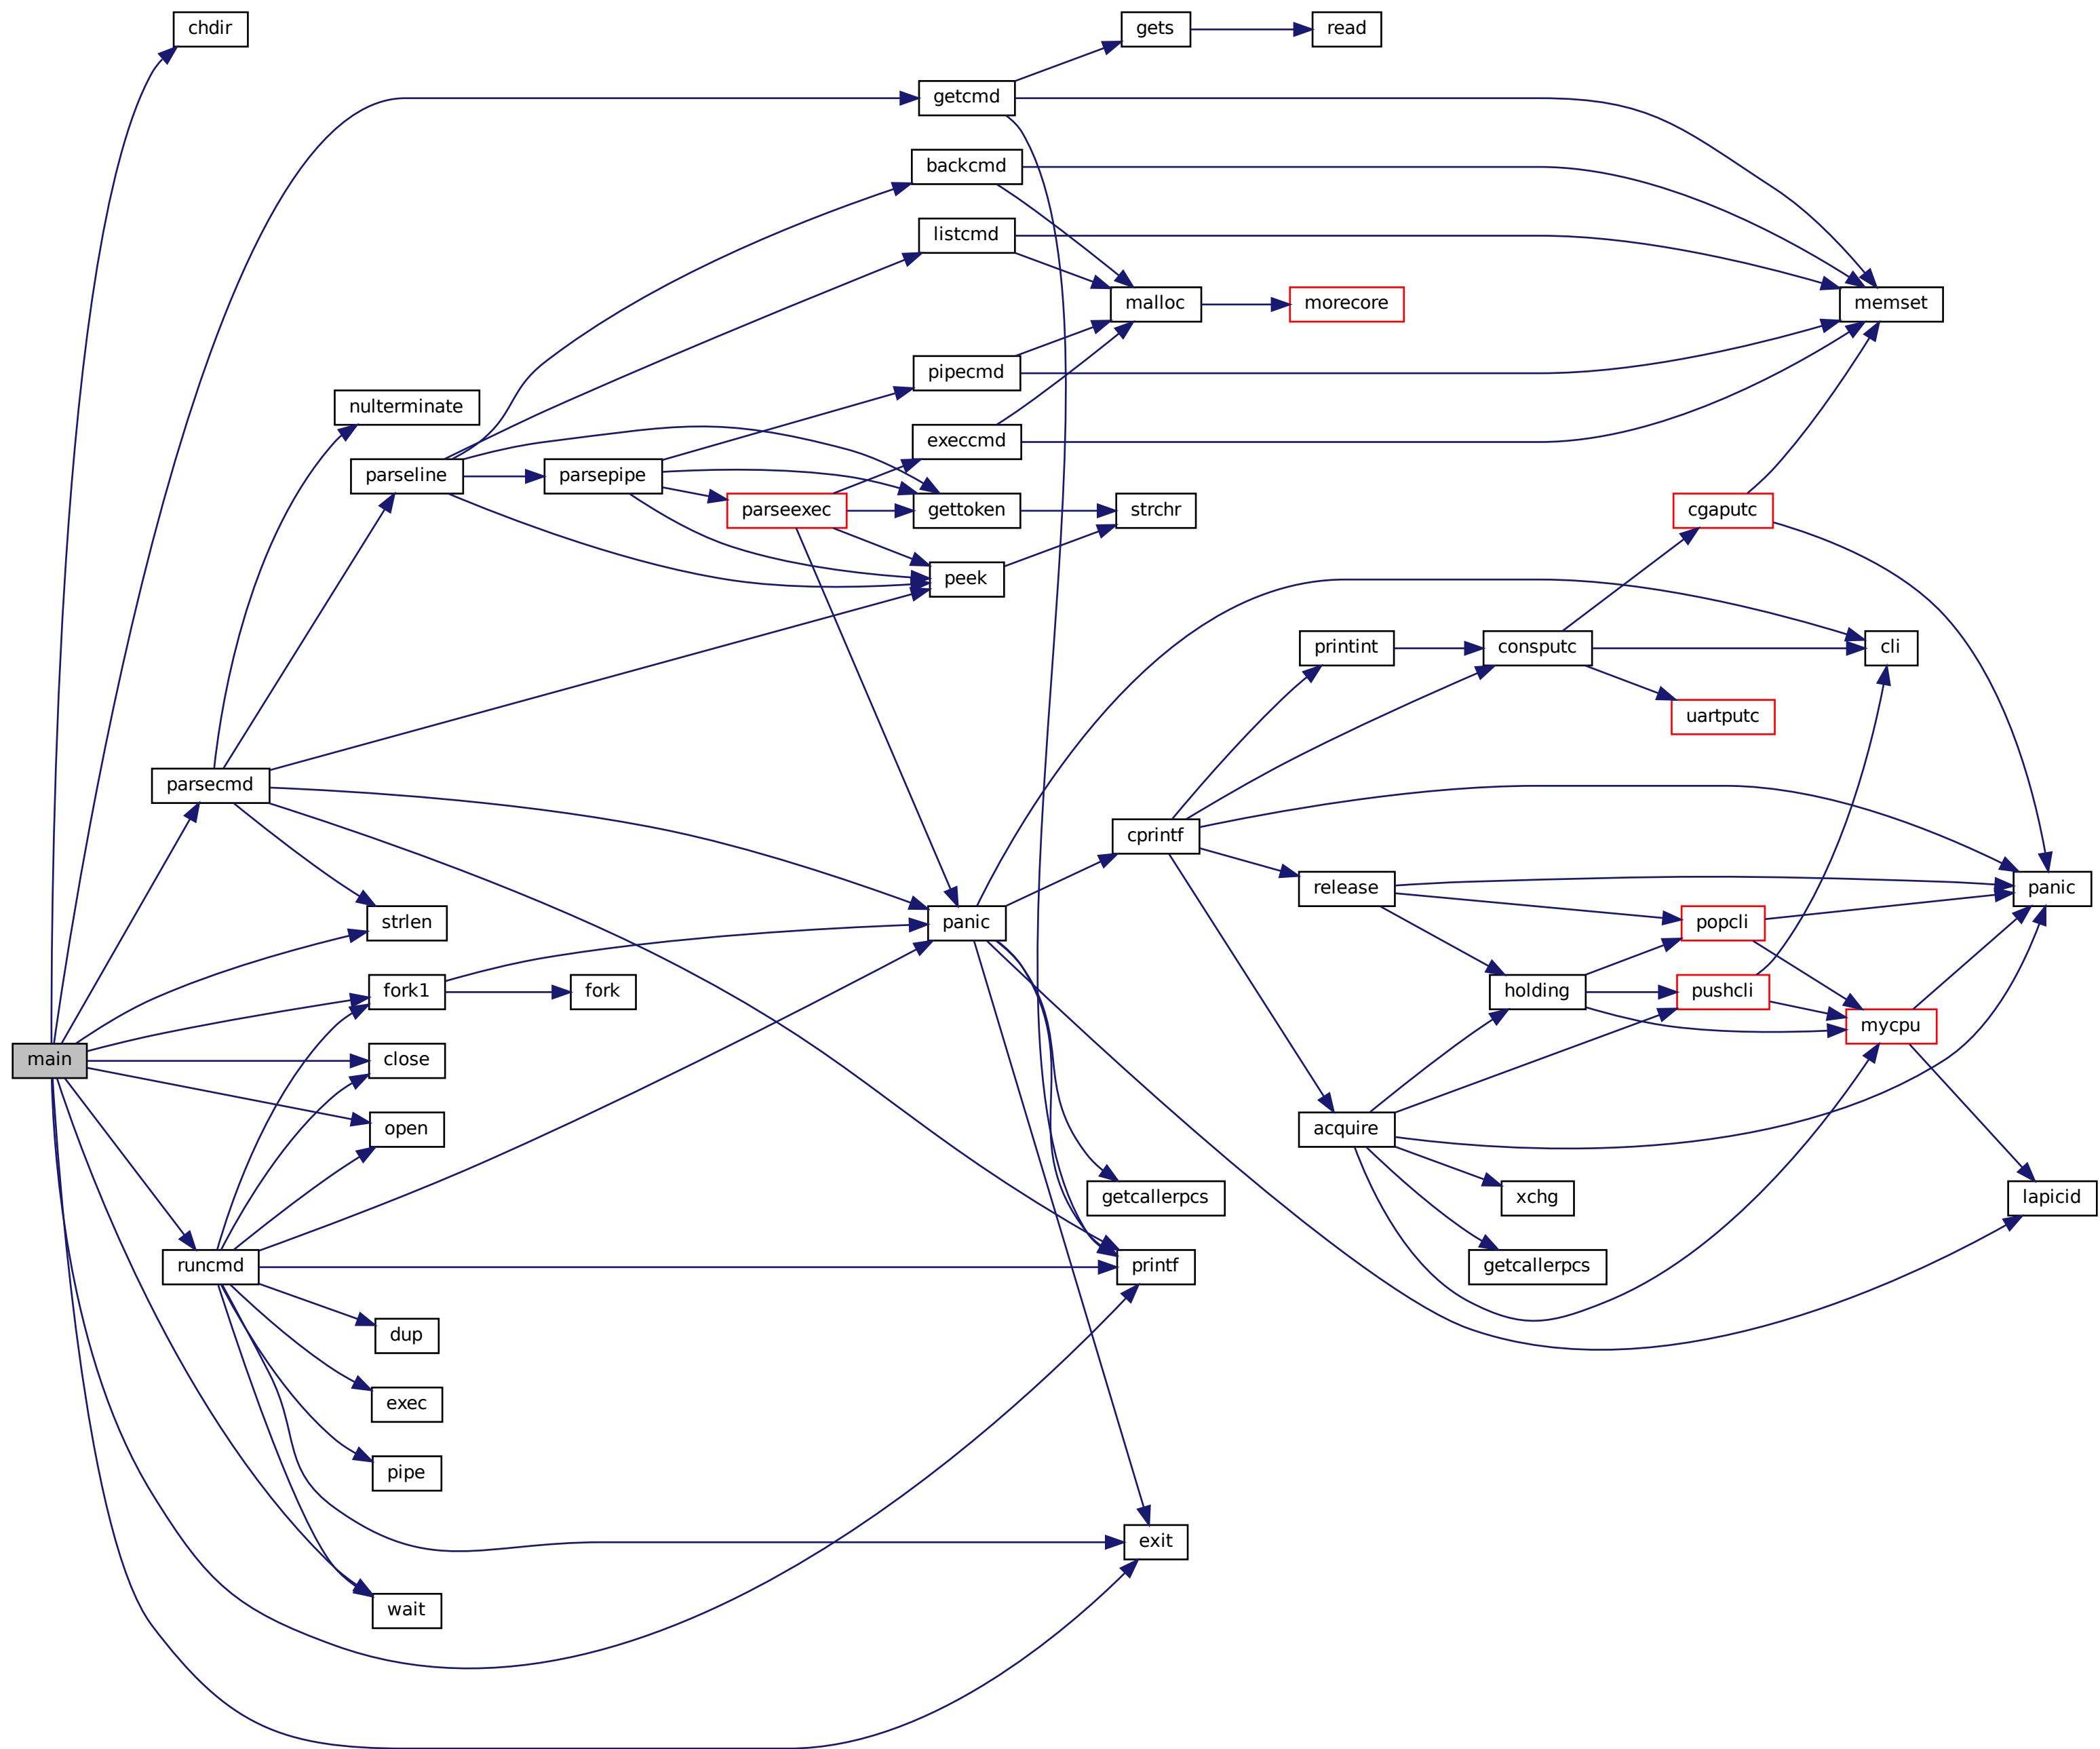 chdir
gets
read
getcmd
backcmd
listcmd
malloc
morecore
memset
pipecmd
nulterminate
execcmd
parseline
parsepipe
parseexec
gettoken
strchr
cgaputc
peek
printint
consputc
cli
uartputc
parsecmd
cprintf
release
panic
strlen
panic
popcli
fork1
fork
holding
pushcli
mycpu
main
close
open
acquire
getcallerpcs
xchg
lapicid
runcmd
printf
getcallerpcs
dup
exec
pipe
exit
wait